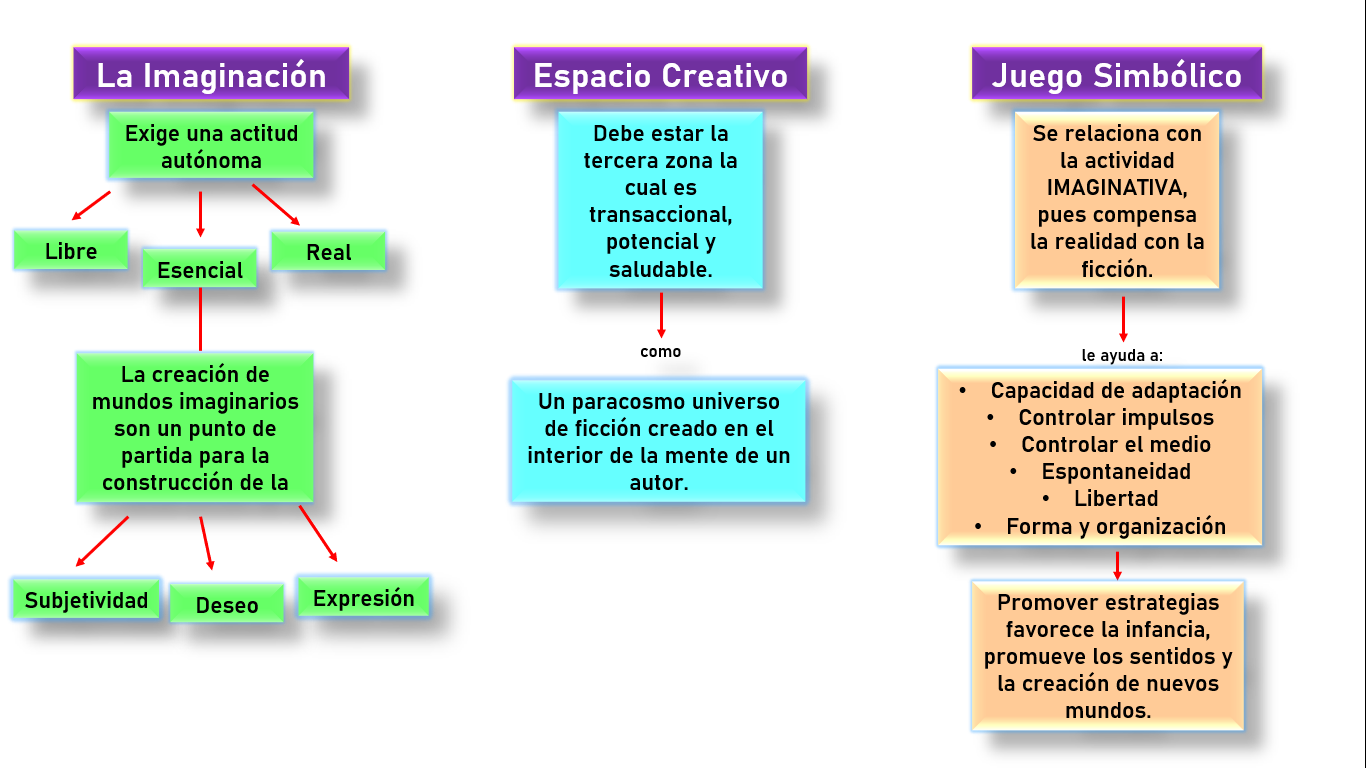 La Imaginación
Exige una actitud
autónoma
Libre
Esencial
Real
La creación de
mundos imaginarios
son un punto de
partida para la
construcción de la
Subjetividad
Deseo
Expresión
Espacio Creativo
Debe estar la
tercera zona la
cual es
transaccional,
potencial y
saludable.
como
Un paracosmo universo
de ficción creado en el
interior de la mente de un
autor.
Juego Simbólico
Se relaciona con
la actividad
IMAGINATIVA,
pues compensa
la realidad con la
ficción.
le ayuda a:
• Capacidad de adaptación
• Controlar impulsos
• Controlar el medio
• Espontaneidad
• Libertad
• Forma y organización
Promover estrategias
favorece la infancia,
promueve los sentidos y
la creación de nuevos
mundos.